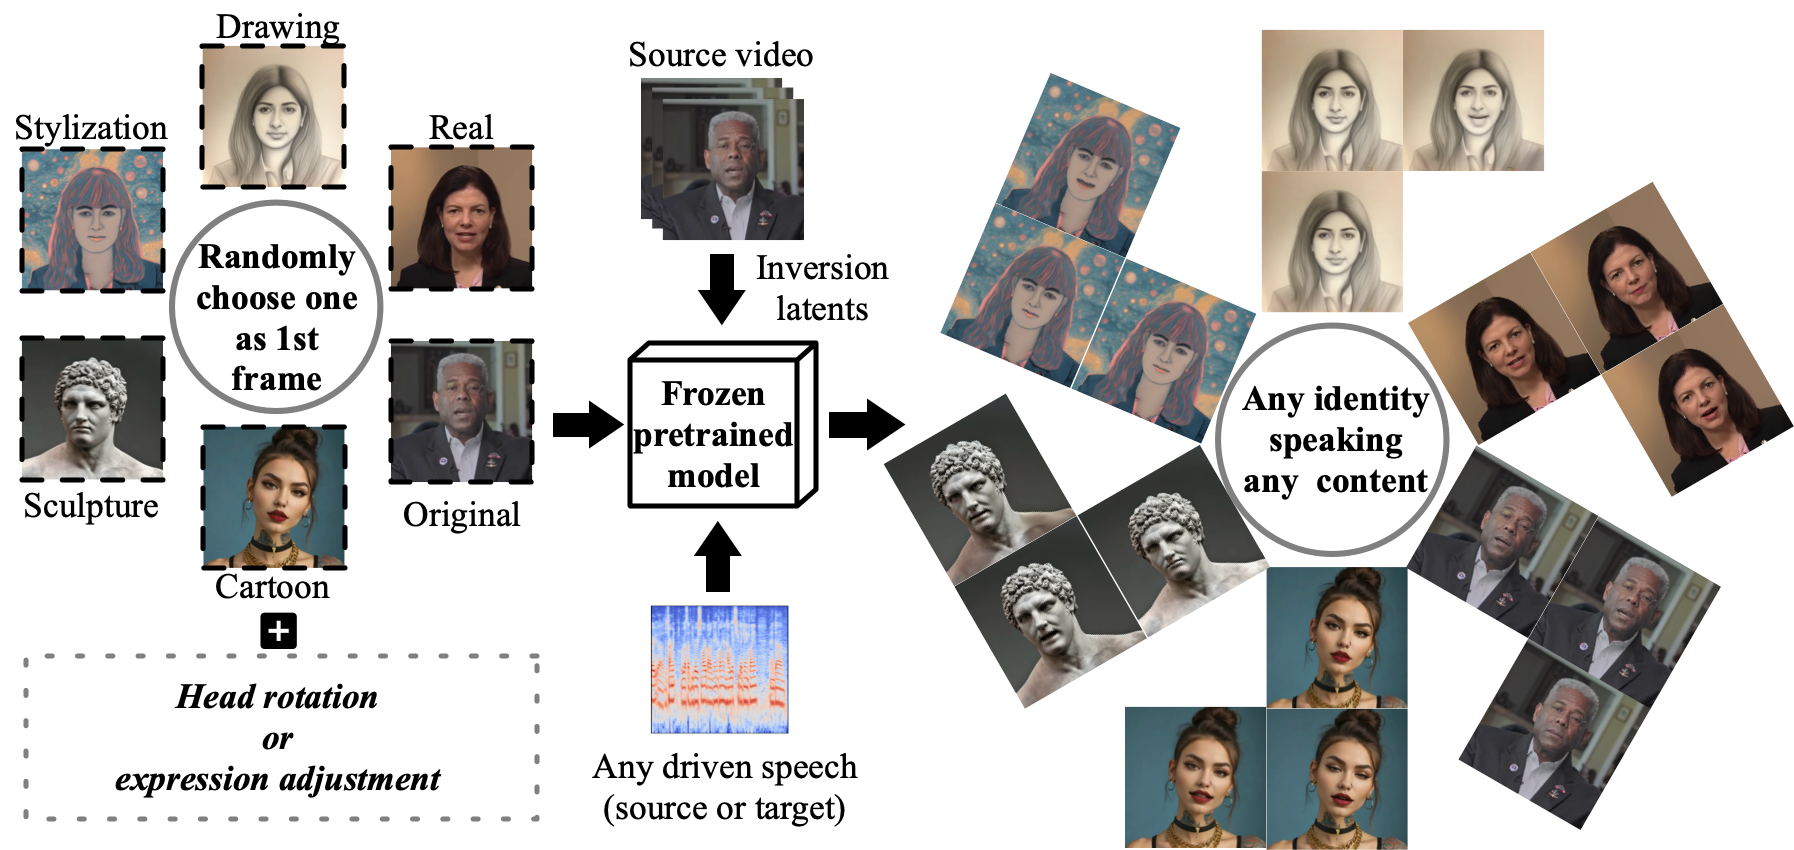 Drawing
Stylization
Real
Randomly
choose one
as 1st
frame
Sculpture
Original
Cartoon
+
Head rotation
or
expression adjustment
Source video
Inversion
latents
Frozen
pretrained
model
Any driven speech
(source or target)
Any identity
speaking
any content